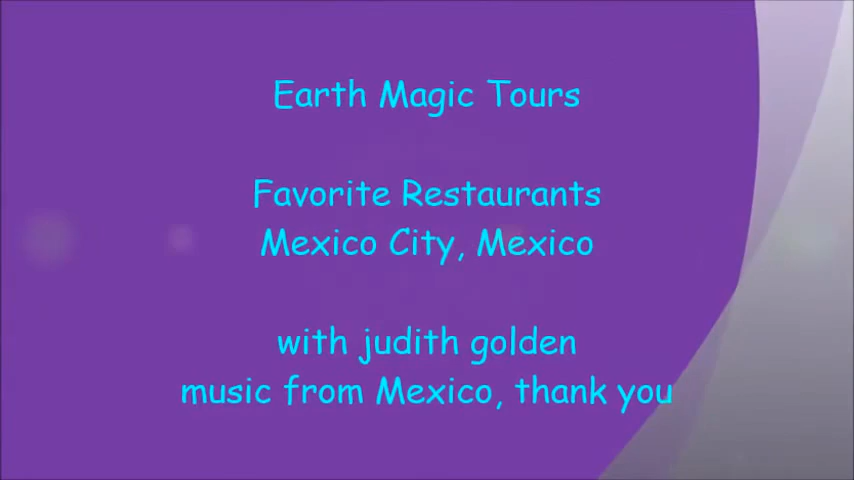 Earth Magic Tours
Favorite Restaurants
Mexico City, Mexico
with judith golden
music from Mexico, thank you